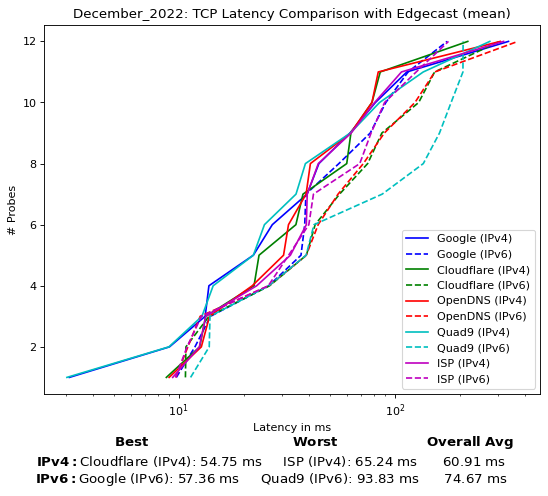 December_2022: TCP Latency Comparison with Edgecast (mean)
12
10
8
6
4
2
# Probes
Google (IPv4)
Google (IPv6)
Cloudflare (IPv4)
Cloudflare (IPv6)
OpenDNS (IPv4)
OpenDNS (IPv6)
Quad9 (IPv4)
Quad9 (IPv6)
ISP (IPv4)
ISP (IPv6)
10¹ 10²
Latency in ms
Best Worst Overall Avg
IPv4: Cloudflare (IPv4): 54.75 ms ISP (IPv4): 65.24 ms 60.91 ms
IPv6: Google (IPv6): 57.36 ms Quad9 (IPv6): 93.83 ms 74.67 ms